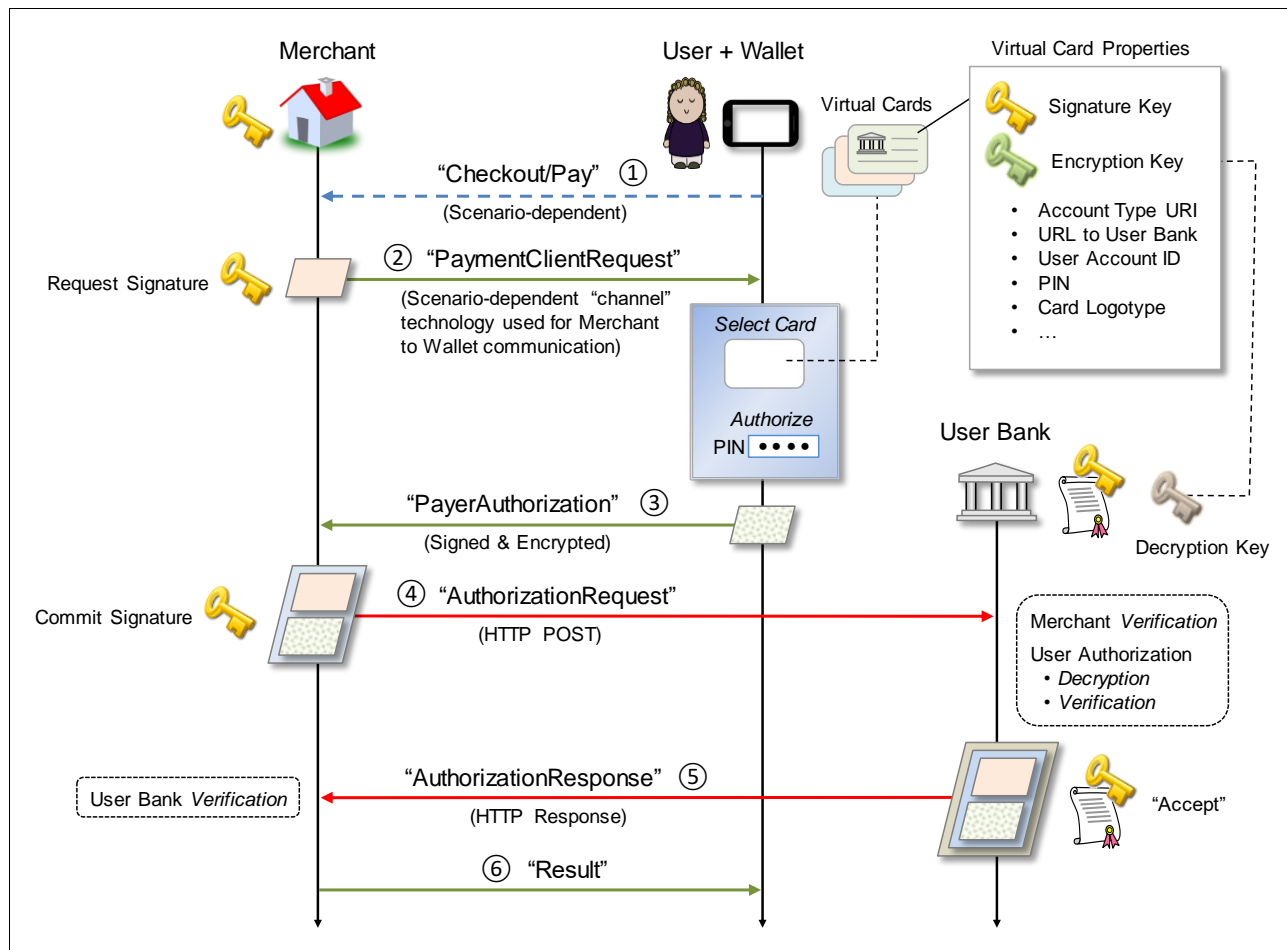 Merchant
User + Wallet
Virtual Card Properties
Virtual Cards
Signature Key
Encryption Key
• Account Type URI
• URL to User Bank
• User Account ID
• PIN
• Card Logotype
• …
“Checkout/Pay” ①
(Scenario-dependent)
Request Signature
② “PaymentClientRequest”
(Scenario-dependent “channel”
technology used for Merchant
to Wallet communication)
Select Card
Authorize
PIN ••••
User Bank
Decryption Key
“PayerAuthorization” ③
(Signed & Encrypted)
Commit Signature
④ “AuthorizationRequest”
(HTTP POST)
Merchant Verification
User Authorization
• Decryption
• Verification
“AuthorizationResponse” ⑤
(HTTP Response)
User Bank Verification
“Accept”
⑥ “Result”